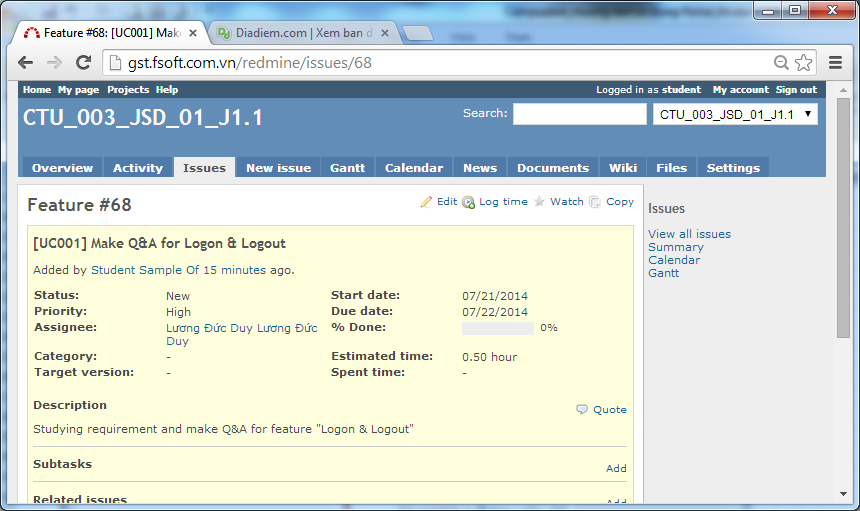 Feature #68: [UC001] Mak
Diadiem.com | Xem ban d
gst.fsoft.com.vn/redmine/issues/68
Home My page Projects Help
Logged in as student My account Sign out
CTU_003_JSD_01_J1.1
Search:
CTU_003_JSD_01_J1.1
Overview Activity Issues New issue Gantt Calendar News Documents Wiki Files Settings
Feature #68
Edit Log time Watch Copy
[UC001] Make Q&A for Logon & Logout
Added by Student Sample Of 15 minutes ago.
Status: New Start date: 07/21/2014
Priority: High Due date: 07/22/2014
Assignee: Lương Đức Duy Lương Đức % Done: 0%
Duy
Category: - Estimated time: 0.50 hour
Target version: - Spent time: -
Description
Quote
Studying requirement and make Q&A for feature "Logon & Logout"
Subtasks
Add
Related issues
Add
Issues
View all issues
Summary
Calendar
Gantt